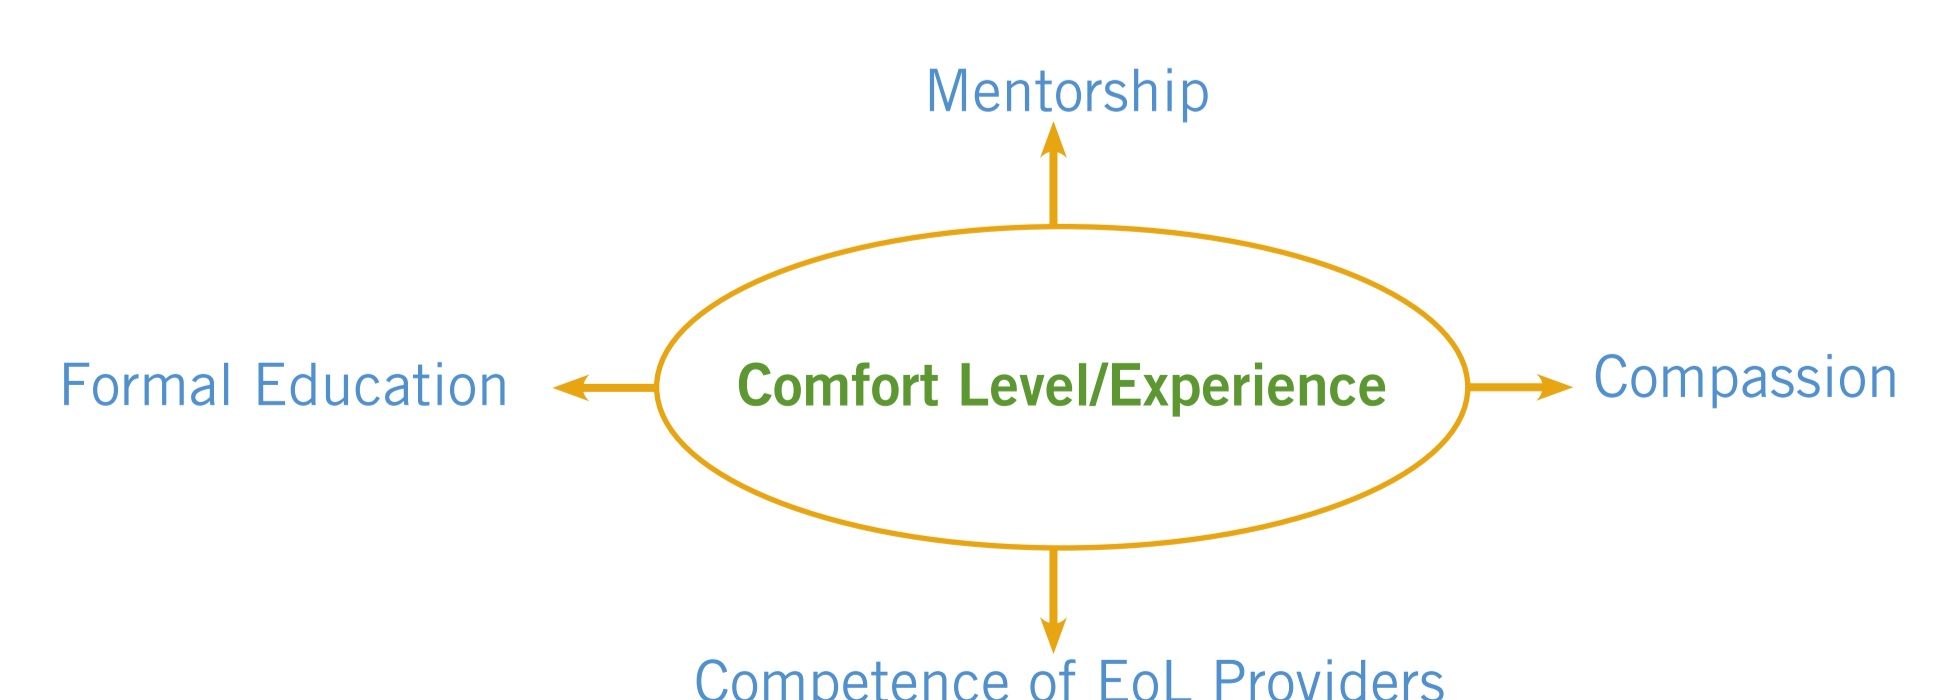 Mentorship
Formal Education
Comfort Level/Experience
Compassion
Competence of EoL Providers